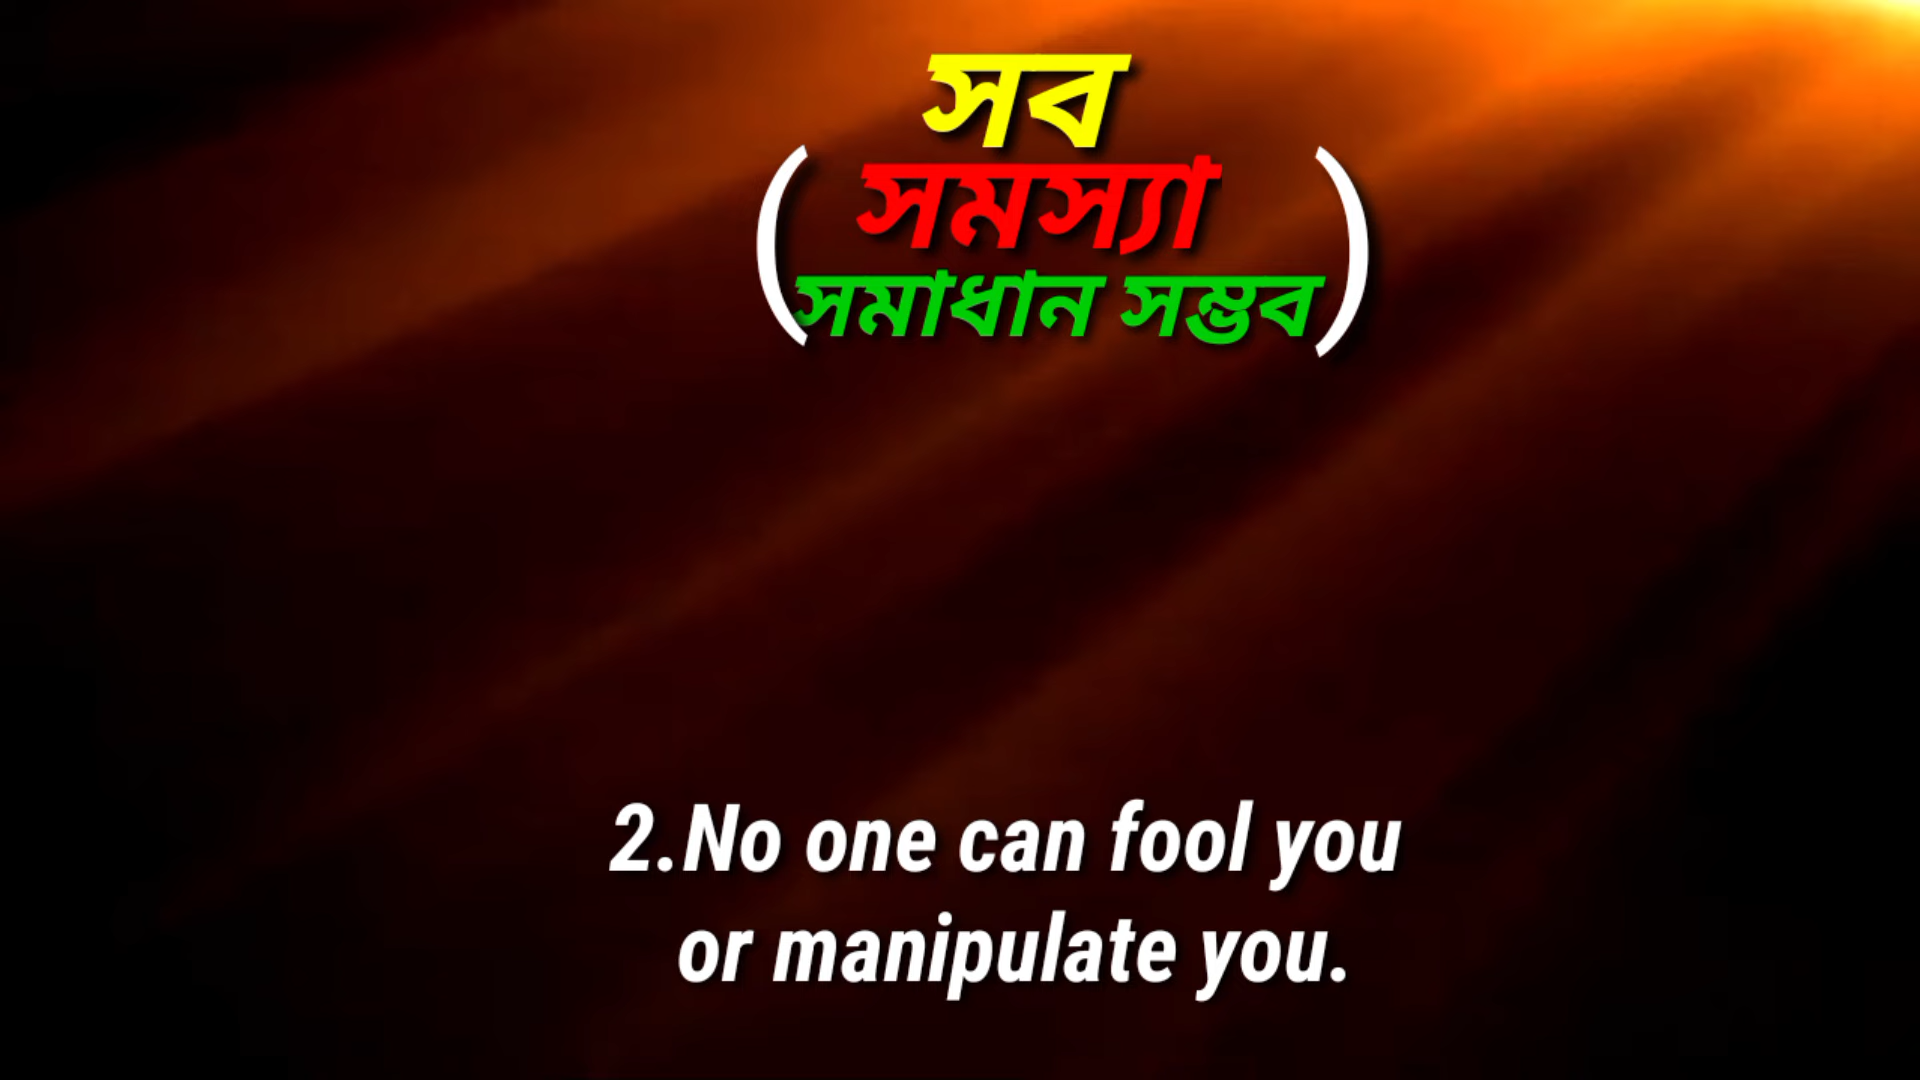 সব
( সমস্যা )
সমাধান সম্ভব
2.No one can fool you
or manipulate you.